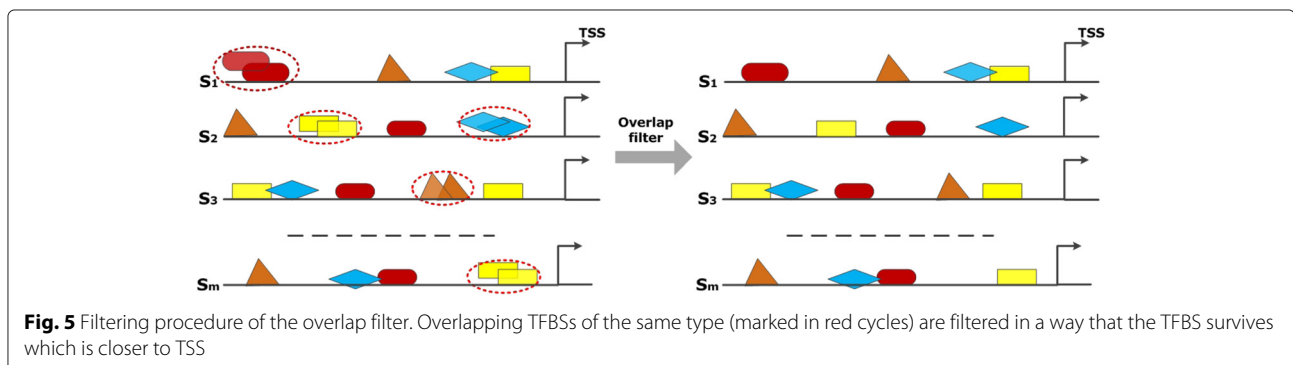 TSS
TSS
S1
S1
S2
Overlap
filter
S2
S3
S3
Sm
Sm
Fig. 5 Filtering procedure of the overlap filter. Overlapping TFBSs of the same type (marked in red cycles) are filtered in a way that the TFBS survives
which is closer to TSS